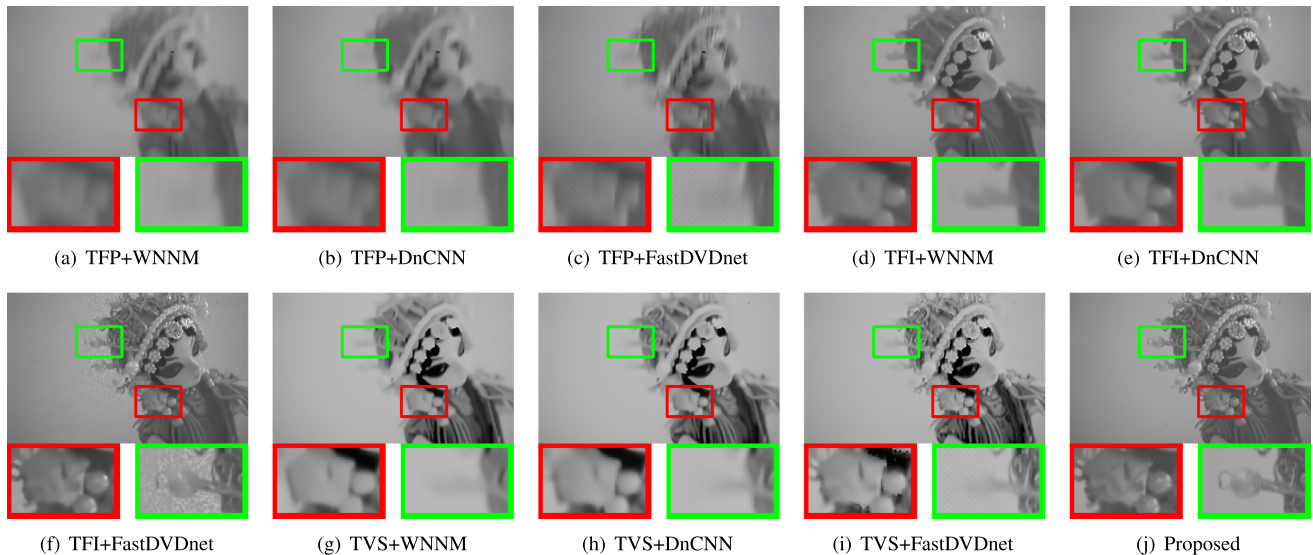 (a) TFP+WNNM
(b) TFP+DnCNN
(c) TFP+FastDVDnet
(d) TFI+WNNM
(e) TFI+DnCNN
(f) TFI+FastDVDnet
(g) TVS+WNNM
(h) TVS+DnCNN
(i) TVS+FastDVDnet
(j) Proposed